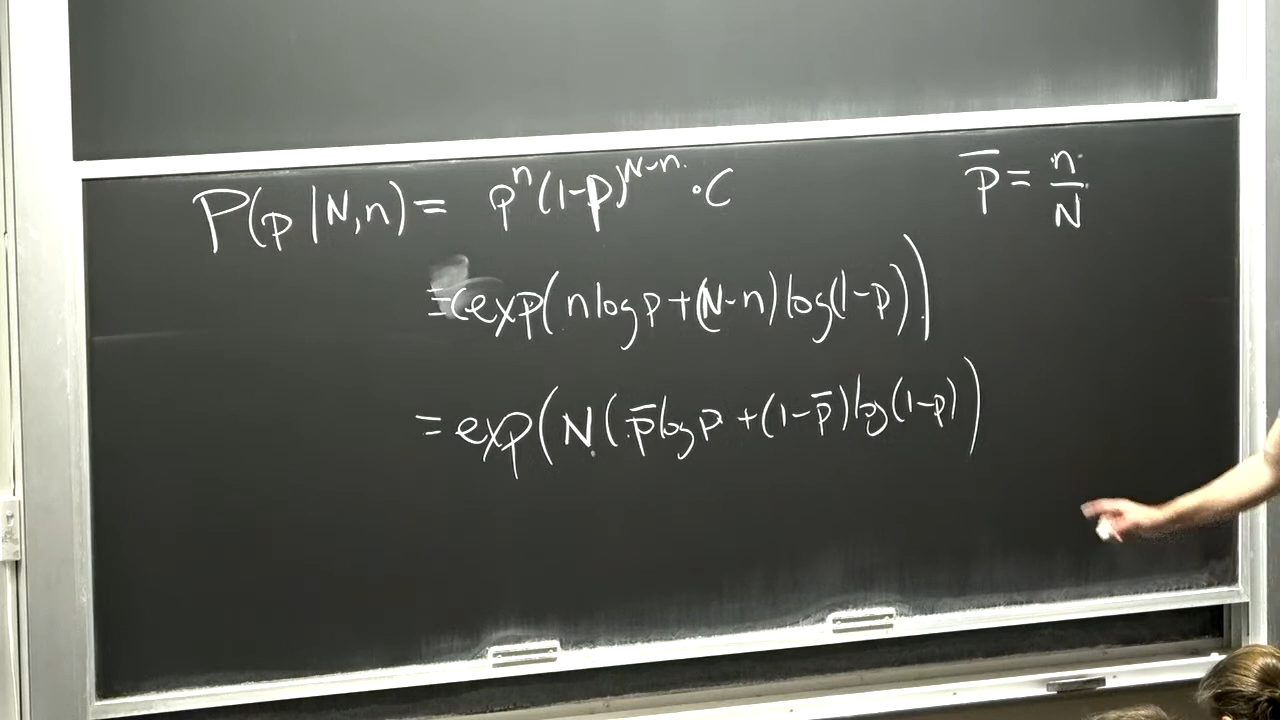 P(p|N,n) = p^n (1-p)^{N-n} · C
p̄ = n/N
= C exp(n log p + (N-n) log(1-p))
= exp(N(p̄ log p + (1-p̄) log(1-p))